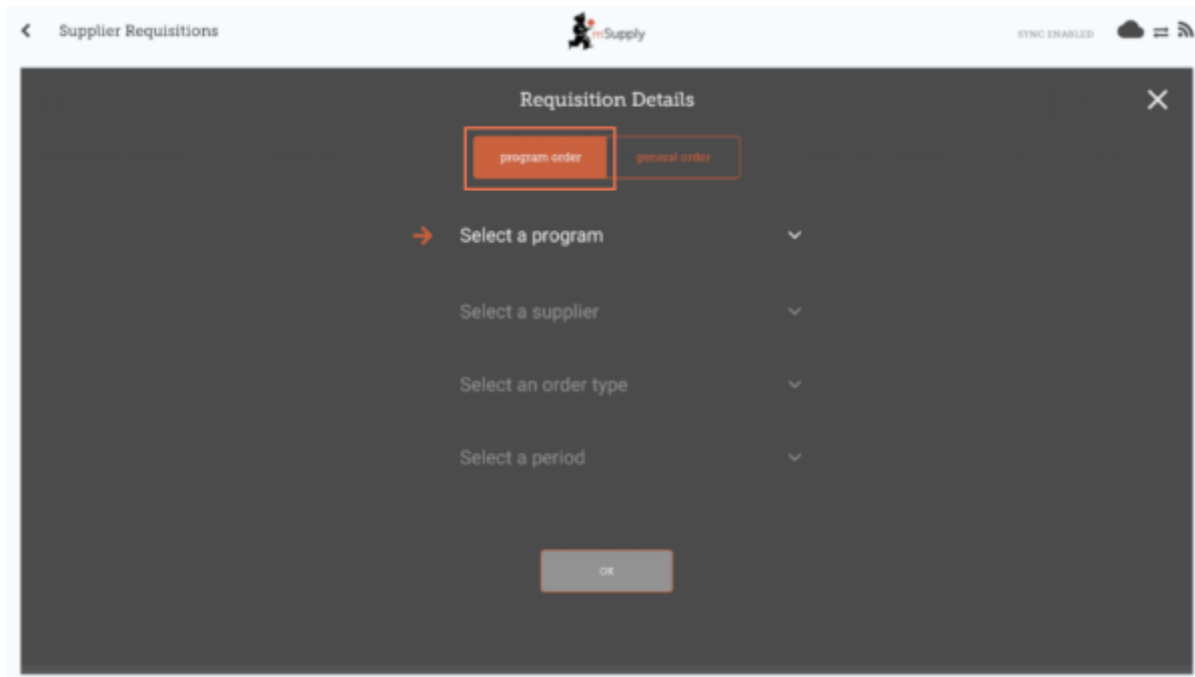 Supplier Requisitions
mSupply
SYNC ENABLED
Requisition Details
program order
general order
Select a program
Select a supplier
Select an order type
Select a period
OK